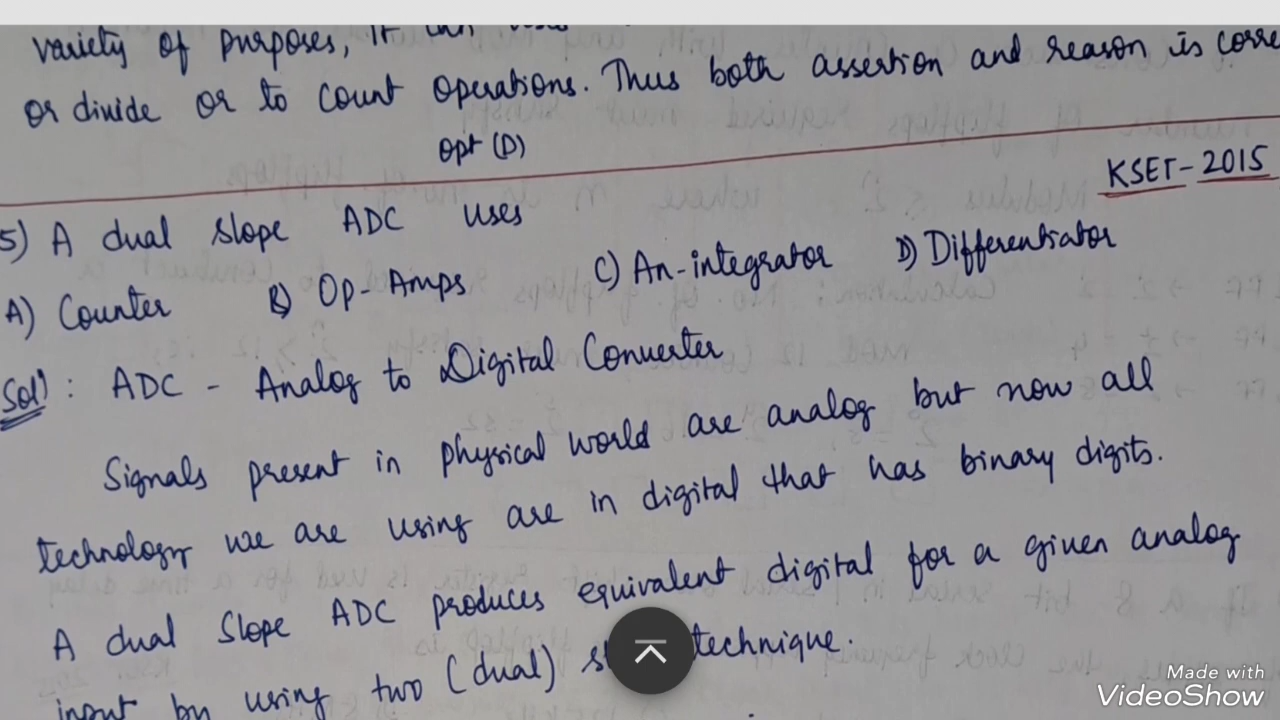 variety of purposes, it can
or divide or to count operations. Thus both assertion and reason is corre
opt (D)
KSET-2015
5) A dual slope ADC uses
A) Counter B) Op-Amps C) An-integrator D) Differentiator
Sol: ADC - Analog to Digital Converter
Signals present in physical world are analog but now all
technology we are using are in digital that has binary digits.
A dual slope ADC produces equivalent digital for a given analog
input by using two (dual) technique.
Made with
VideoShow